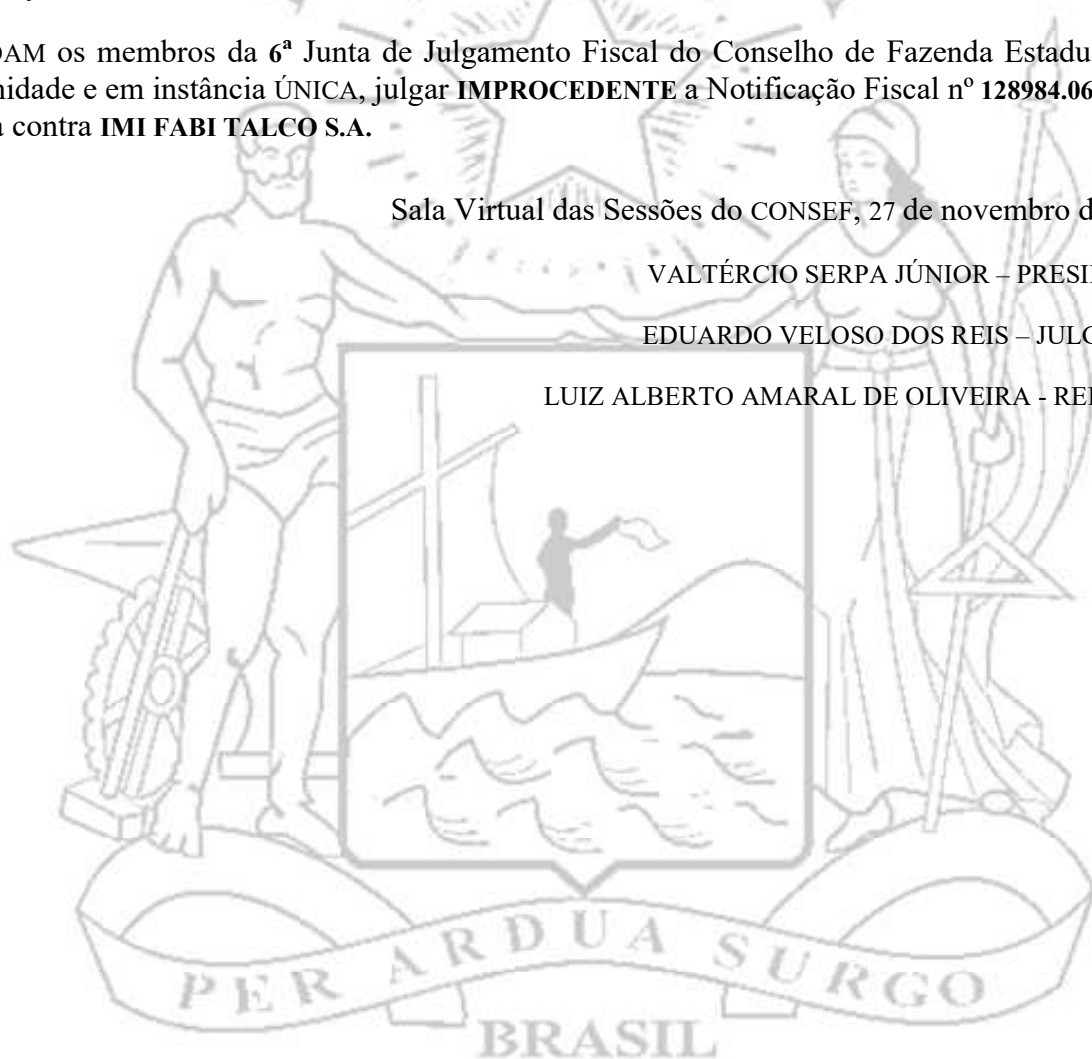 DAM os membros da 6ª Junta de Julgamento Fiscal do Conselho de Fazenda Estadu
nidade e em instância ÚNICA, julgar IMPROCEDENTE a Notificação Fiscal nº 128984.06
a contra IMI FABI TALCO S.A.
Sala Virtual das Sessões do CONSEF, 27 de novembro d
VALTÉRCIO SERPA JÚNIOR – PRESI
EDUARDO VELOSO DOS REIS – JULG
LUIZ ALBERTO AMARAL DE OLIVEIRA - REL
PER ARDUA SURGO
BRASIL